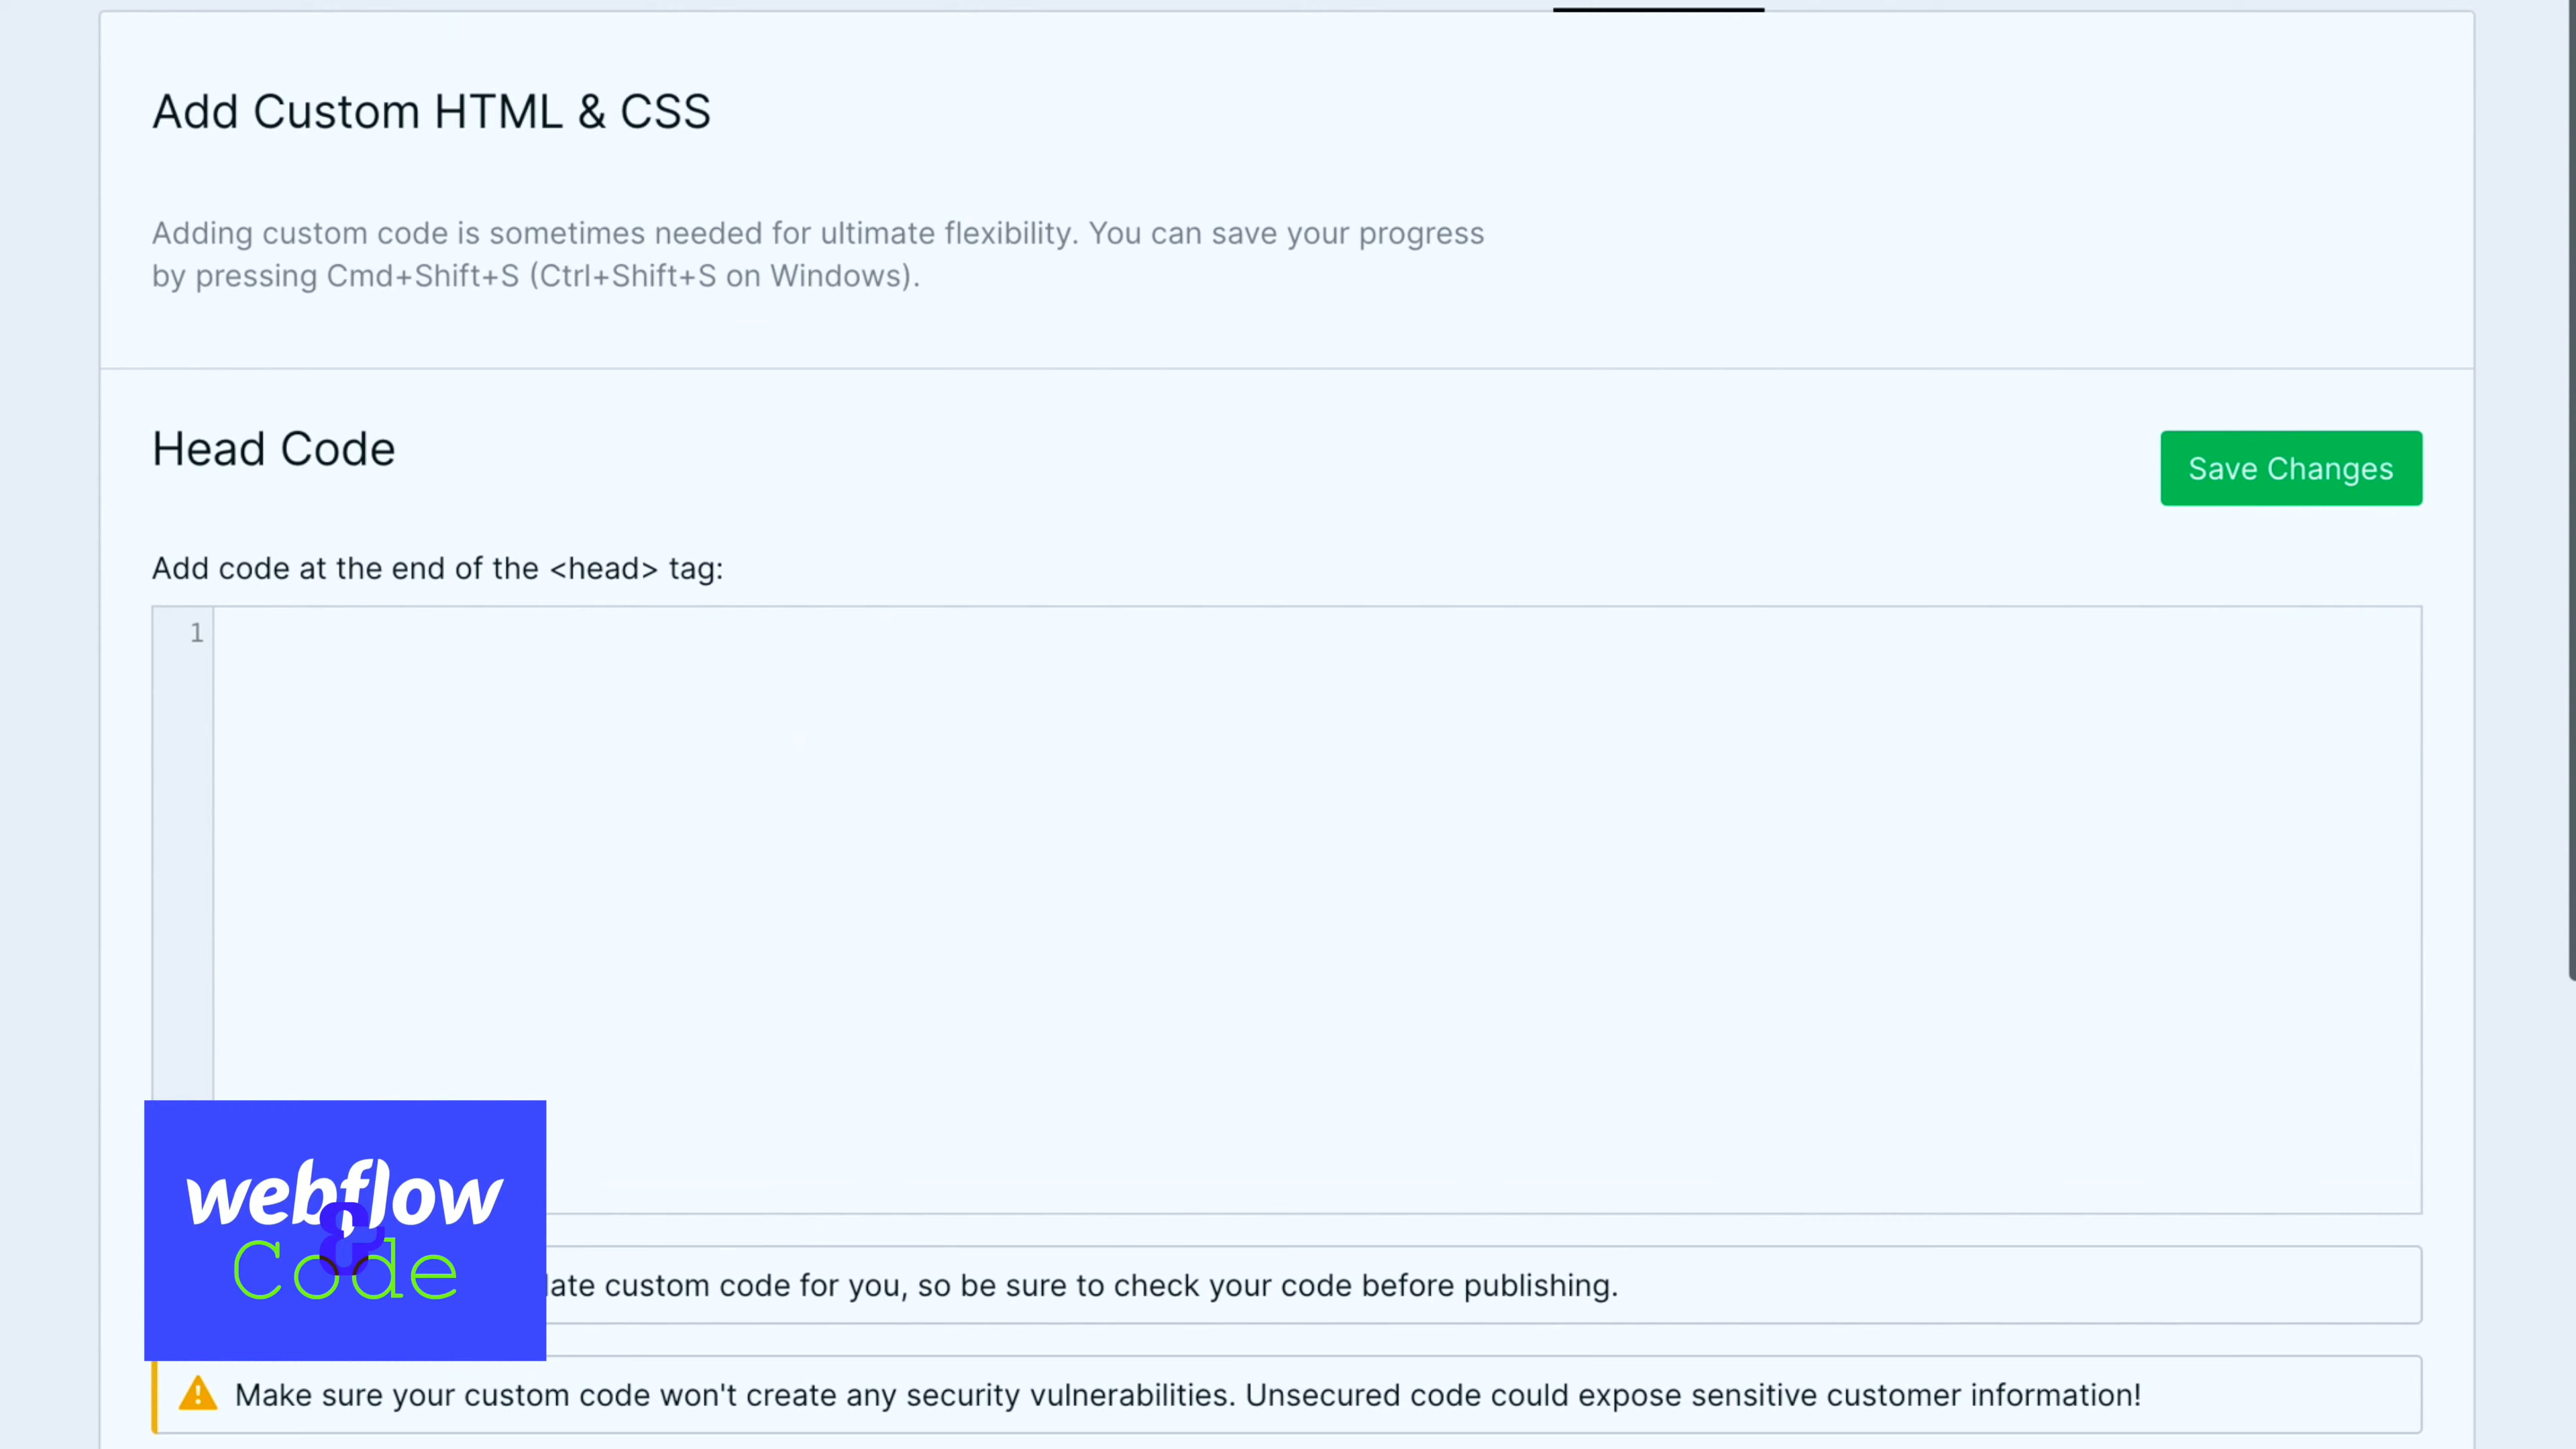 Add Custom HTML & CSS
Adding custom code is sometimes needed for ultimate flexibility. You can save your progress
by pressing Cmd+Shift+S (Ctrl+Shift+S on Windows).
Head Code
Save Changes
Add code at the end of the <head> tag:
1
webflow
&
Code
custom code for you, so be sure to check your code before publishing.
Make sure your custom code won't create any security vulnerabilities. Unsecured code could expose sensitive customer information!